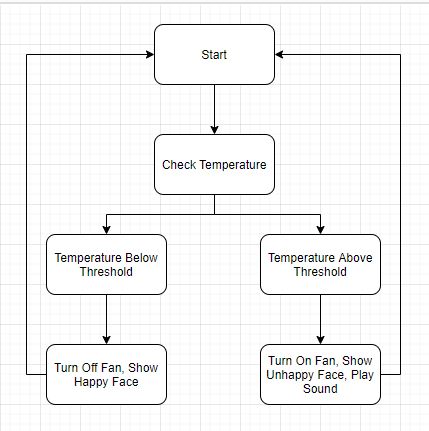 Start
Check Temperature
Temperature Below
Threshold
Temperature Above
Threshold
Turn Off Fan, Show
Happy Face
Turn On Fan, Show
Unhappy Face, Play
Sound